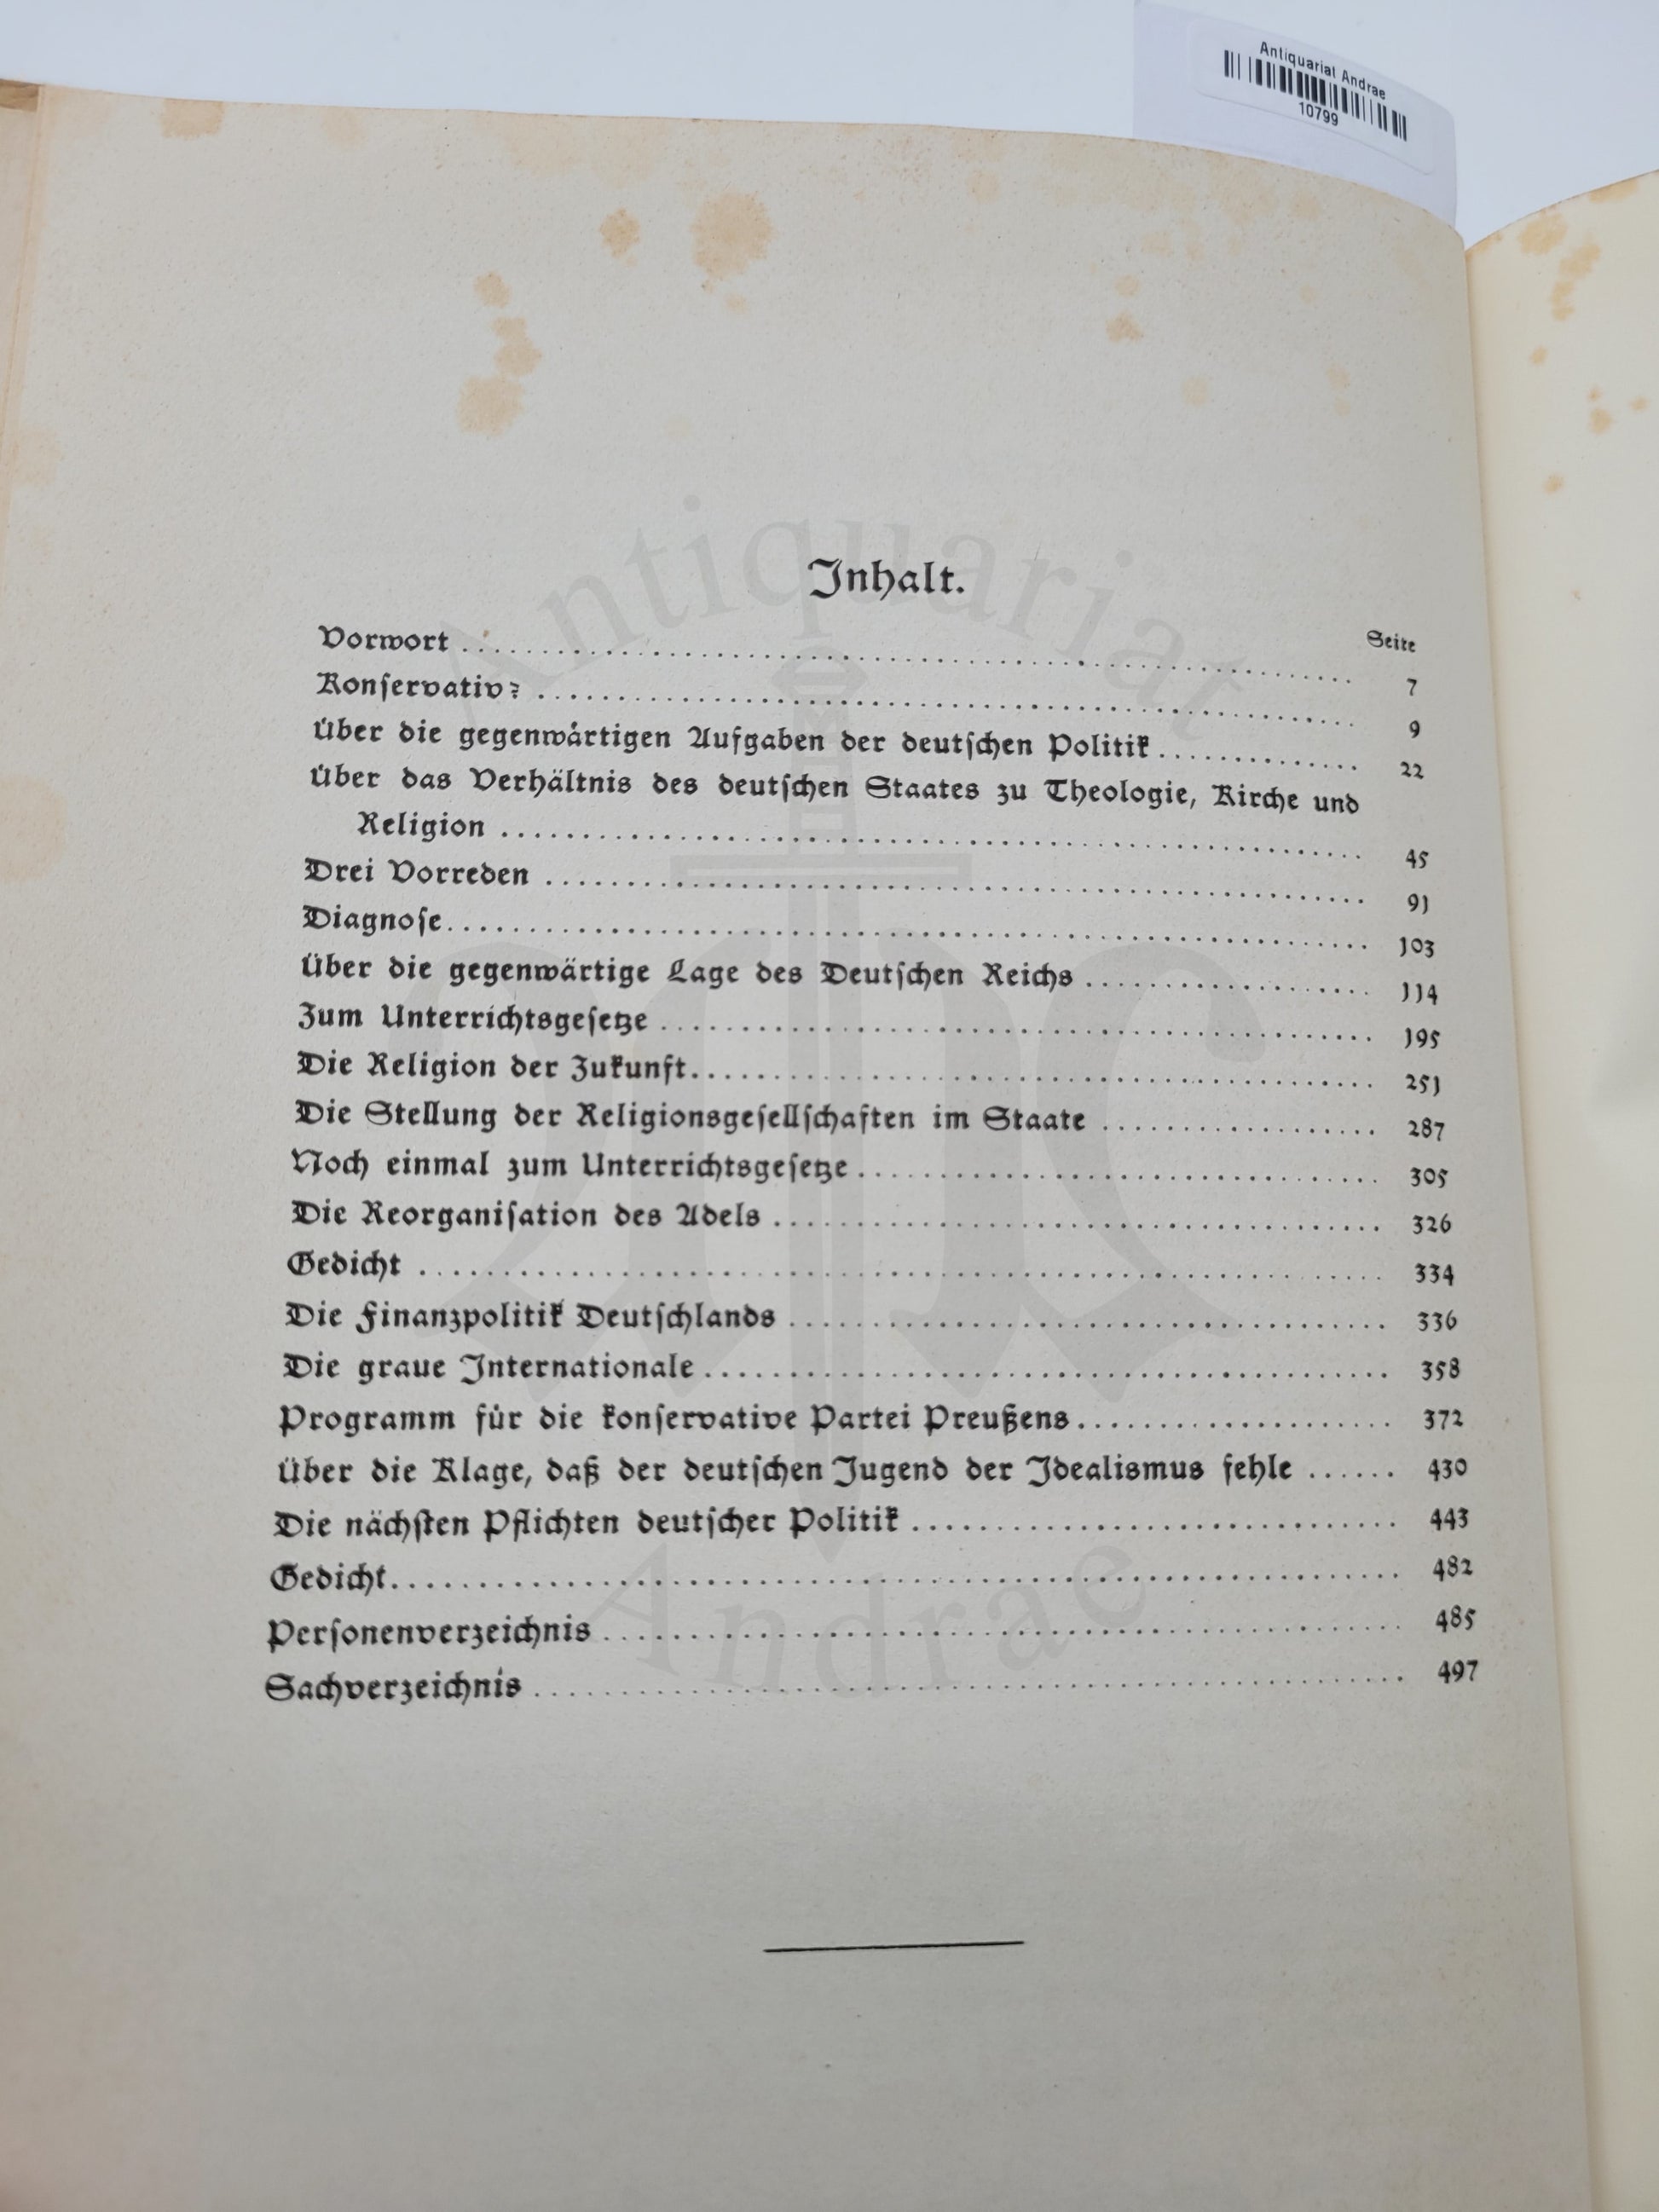 Antiquariat Andrae
10799
Inhalt.
Seite
Vorwort ........ 7
Konservativ? ........ 9
Über die gegenwärtigen Aufgaben der deutschen Politik ........ 22
Über das Verhältnis des deutschen Staates zu Theologie, Kirche und
Religion ........ 45
Drei Vorreden ........ 91
Diagnose ........ 103
Über die gegenwärtige Lage des Deutschen Reichs ........ 114
Zum Unterrichtsgesetze ........ 195
Die Religion der Zukunft ........ 251
Die Stellung der Religionsgesellschaften im Staate ........ 287
Noch einmal zum Unterrichtsgesetze ........ 305
Die Reorganisation des Adels ........ 326
Gedicht ........ 334
Die Finanzpolitik Deutschlands ........ 336
Die graue Internationale ........ 358
Programm für die konservative Partei Preußens ........ 372
Über die Klage, daß der deutschen Jugend der Idealismus fehle ...... 430
Die nächsten Pflichten deutscher Politik ........ 443
Gedicht ........ 482
Personenverzeichnis ........ 485
Sachverzeichnis ........ 497
Antiquariat
Andrae